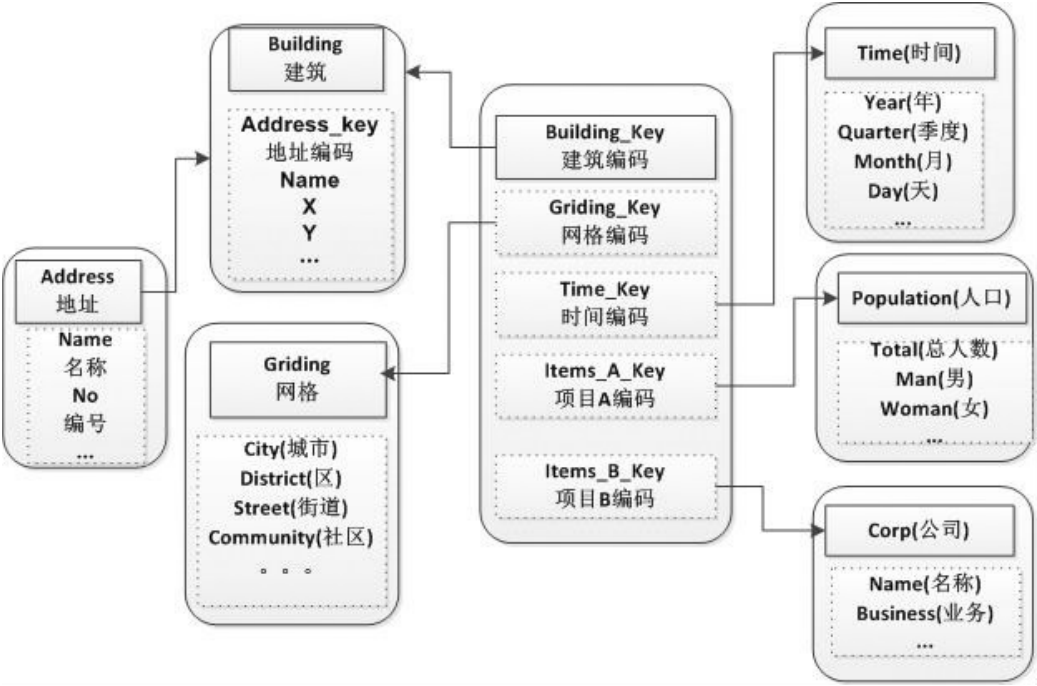 Building
建筑
Address_key
地址编码
Name
X
Y
...
Address
地址
Name
名称
No
编号
...
Griding
网格
City(城市)
District(区)
Street(街道)
Community(社区)
。。。
Building_Key
建筑编码
Griding_Key
网格编码
Time_Key
时间编码
Items_A_Key
项目A编码
Items_B_Key
项目B编码
Time(时间)
Year(年)
Quarter(季度)
Month(月)
Day(天)
...
Population(人口)
Total(总人数)
Man(男)
Woman(女)
...
Corp(公司)
Name(名称)
Business(业务)
...